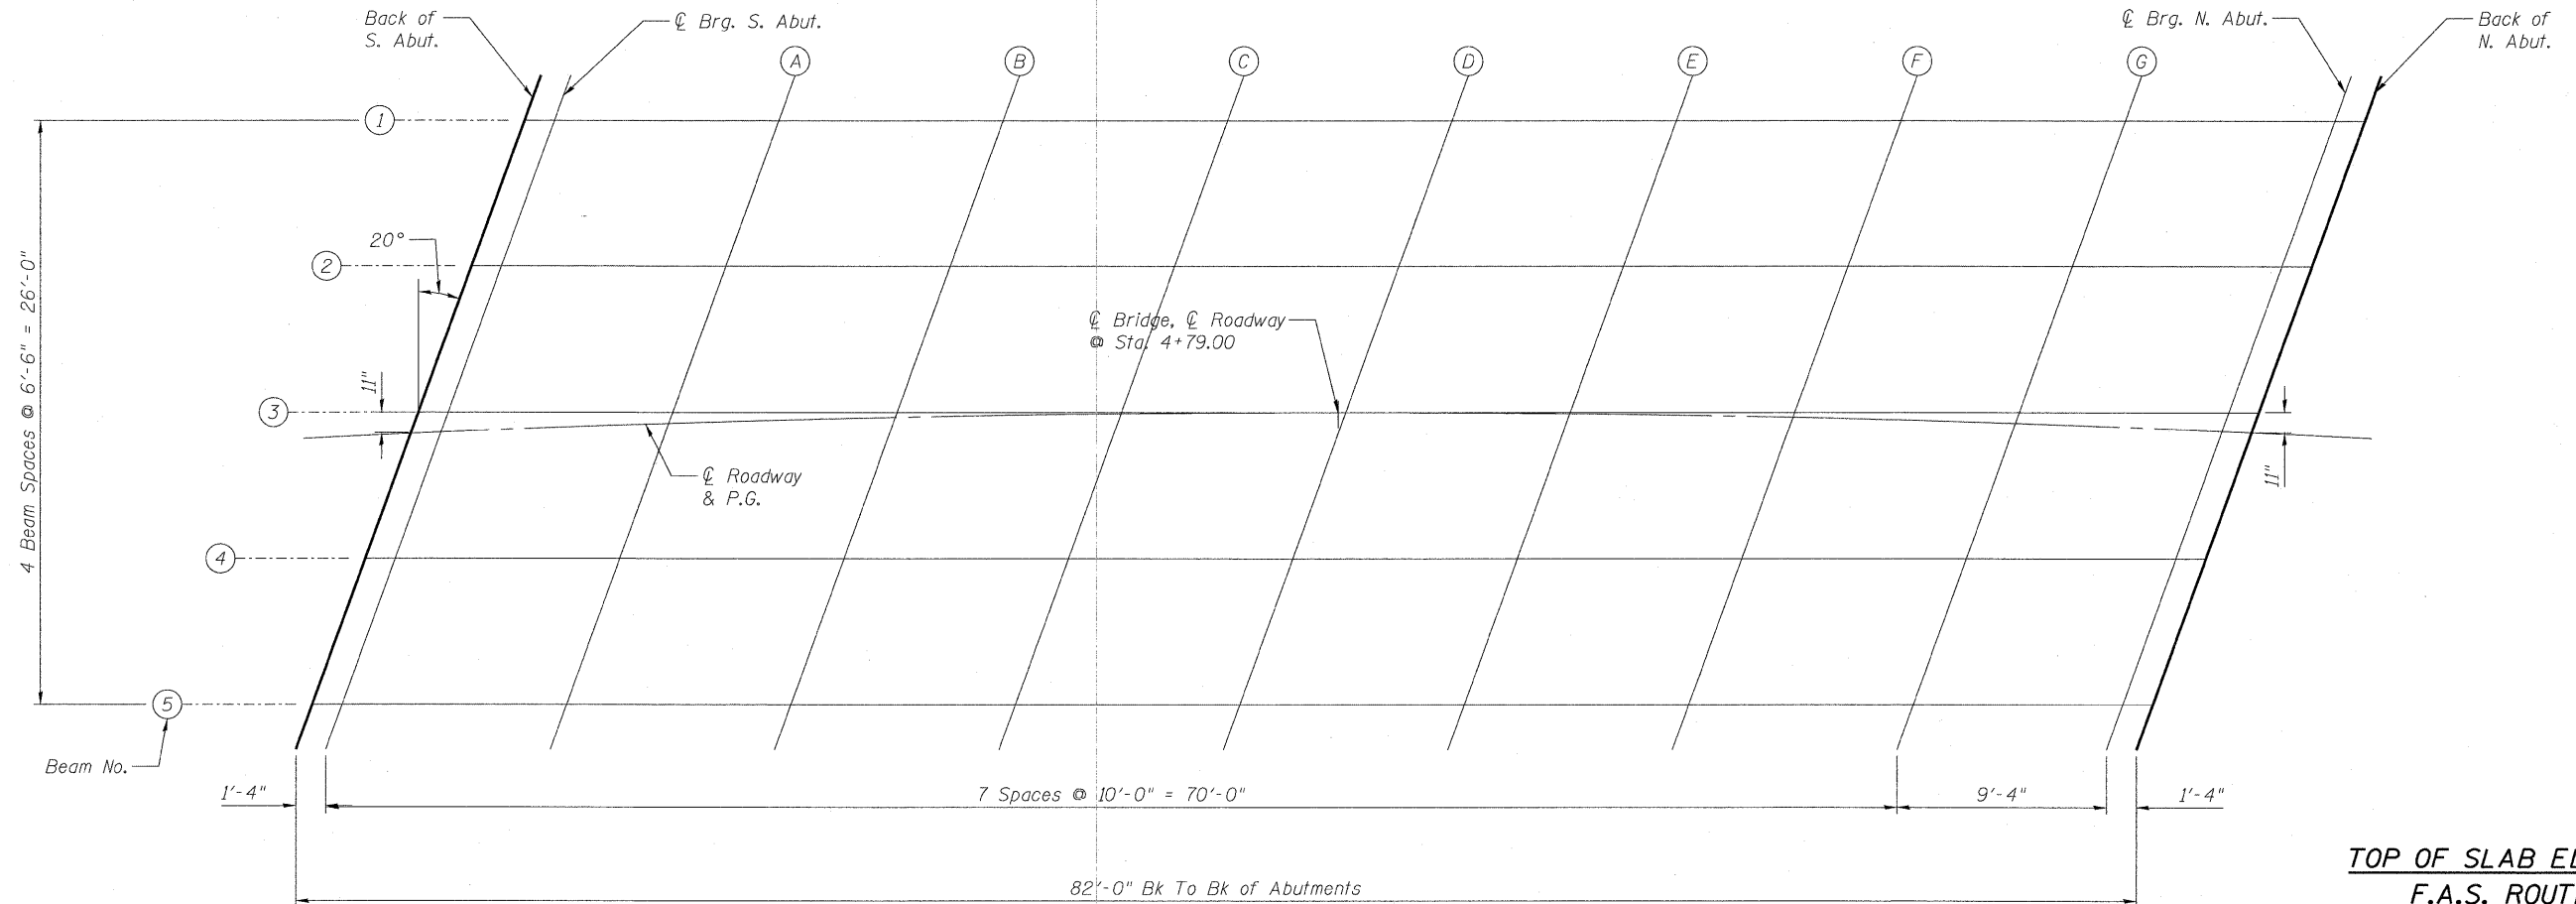 Back of
S. Abut.
℄ Brg. S. Abut.
℄ Brg. N. Abut.
Back of
N. Abut.
A
B
C
D
E
F
G
1
2
3
4
5
20°
4 Beam Spaces @ 6'-6" = 26'-0"
11"
℄ Bridge, ℄ Roadway
@ Sta. 4+79.00
℄ Roadway
& P.G.
11"
Beam No.
1'-4"
7 Spaces @ 10'-0" = 70'-0"
9'-4"
1'-4"
82'-0" Bk To Bk of Abutments
TOP OF SLAB
F.A.S.